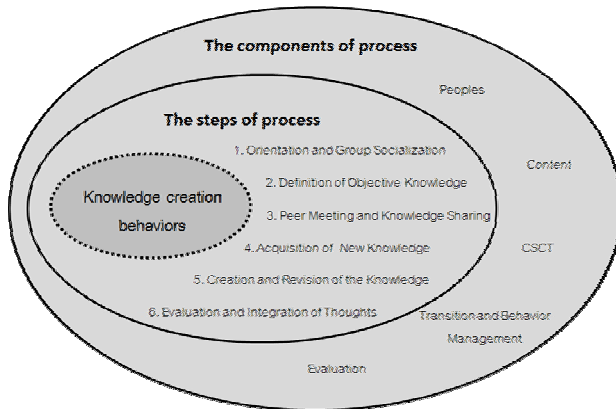 The components of process
Peoples
The steps of process
1. Orientation and Group Socialization
Content
2. Definition of Objective Knowledge
Knowledge creation
behaviors
3. Peer Meeting and Knowledge Sharing
4. Acquisition of New Knowledge
CSCT
5. Creation and Revision of the Knowledge
6. Evaluation and Integration of Thoughts
Transition and Behavior
Management
Evaluation